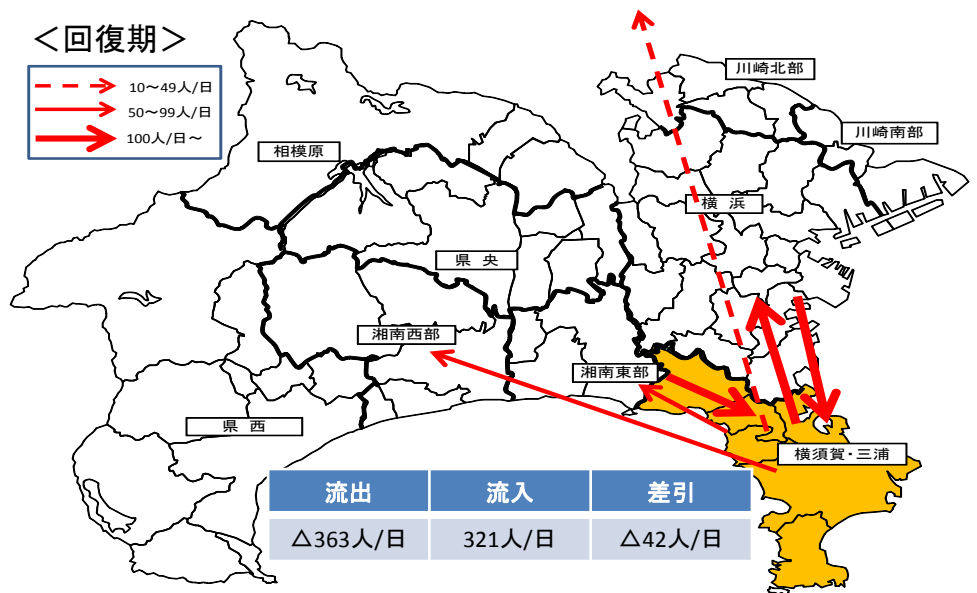 ＜回復期＞
10～49人/日
50～99人/日
100人/日～
川崎北部
川崎南部
相模原
横 浜
県 央
湘南西部
湘南東部
県 西
横須賀・三浦
流出 流入 差引
△363人/日 321人/日 △42人/日